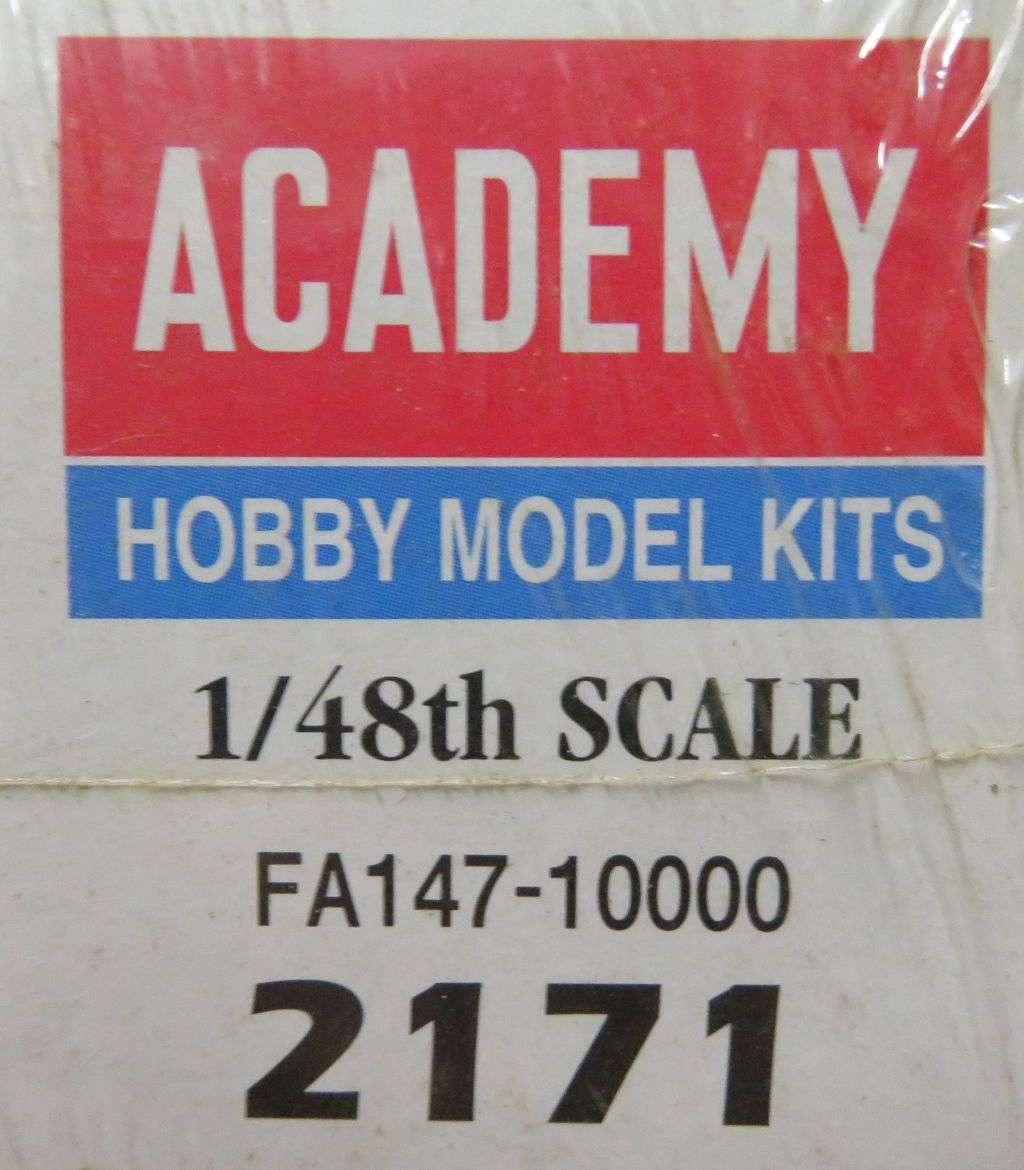 ACADEMY
HOBBY MODEL KITS
1/48th SCALE
FA147-10000
2171